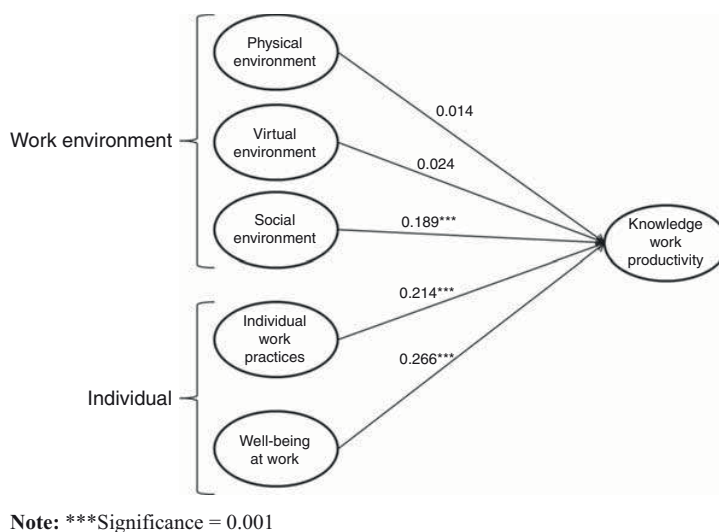 Physical
environment
0.014
Work environment
Virtual
environment
0.024
Social
environment
0.189***
Knowledge
work
productivity
Individual
work
practices
0.214***
Individual
0.266***
Well-being
at work
Note: ***Significance = 0.001